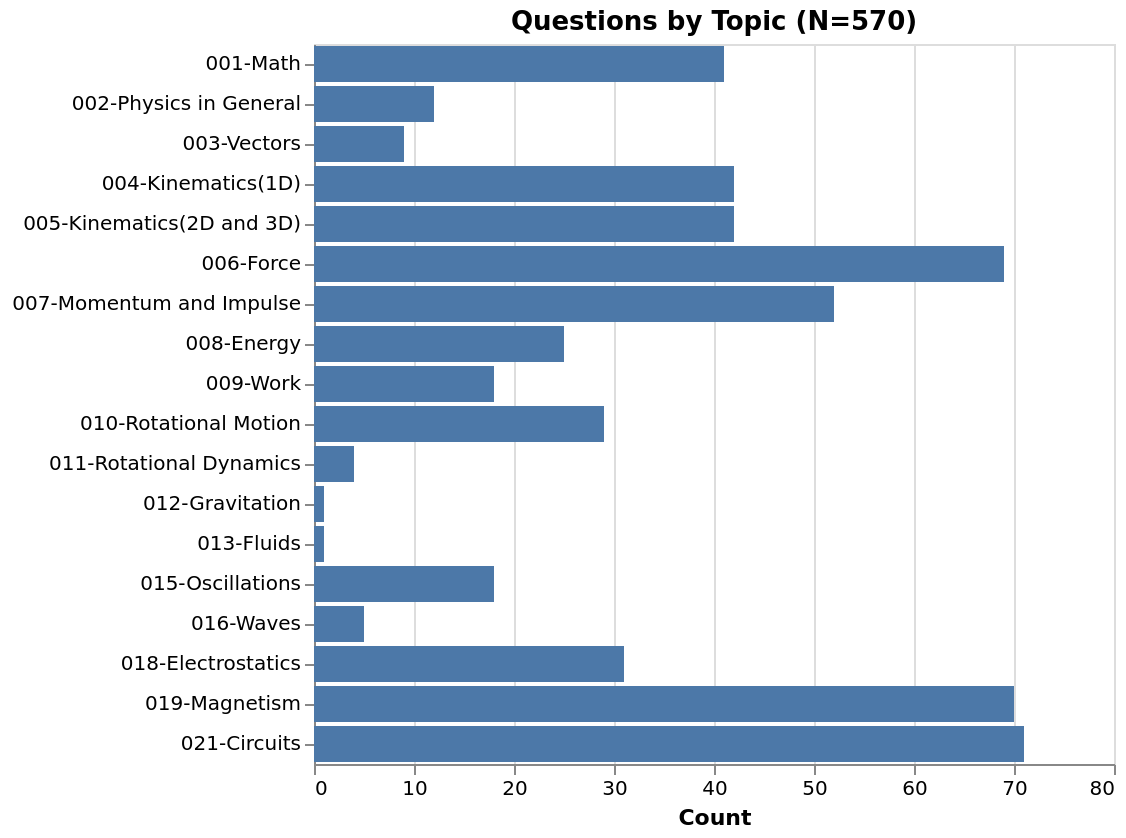 Questions by Topic (N=570)
001-Math
002-Physics in General
003-Vectors
004-Kinematics(1D)
005-Kinematics(2D and 3D)
006-Force
007-Momentum and Impulse
008-Energy
009-Work
010-Rotational Motion
011-Rotational Dynamics
012-Gravitation
013-Fluids
015-Oscillations
016-Waves
018-Electrostatics
019-Magnetism
021-Circuits
0 10 20 30 40 50 60 70 80
Count